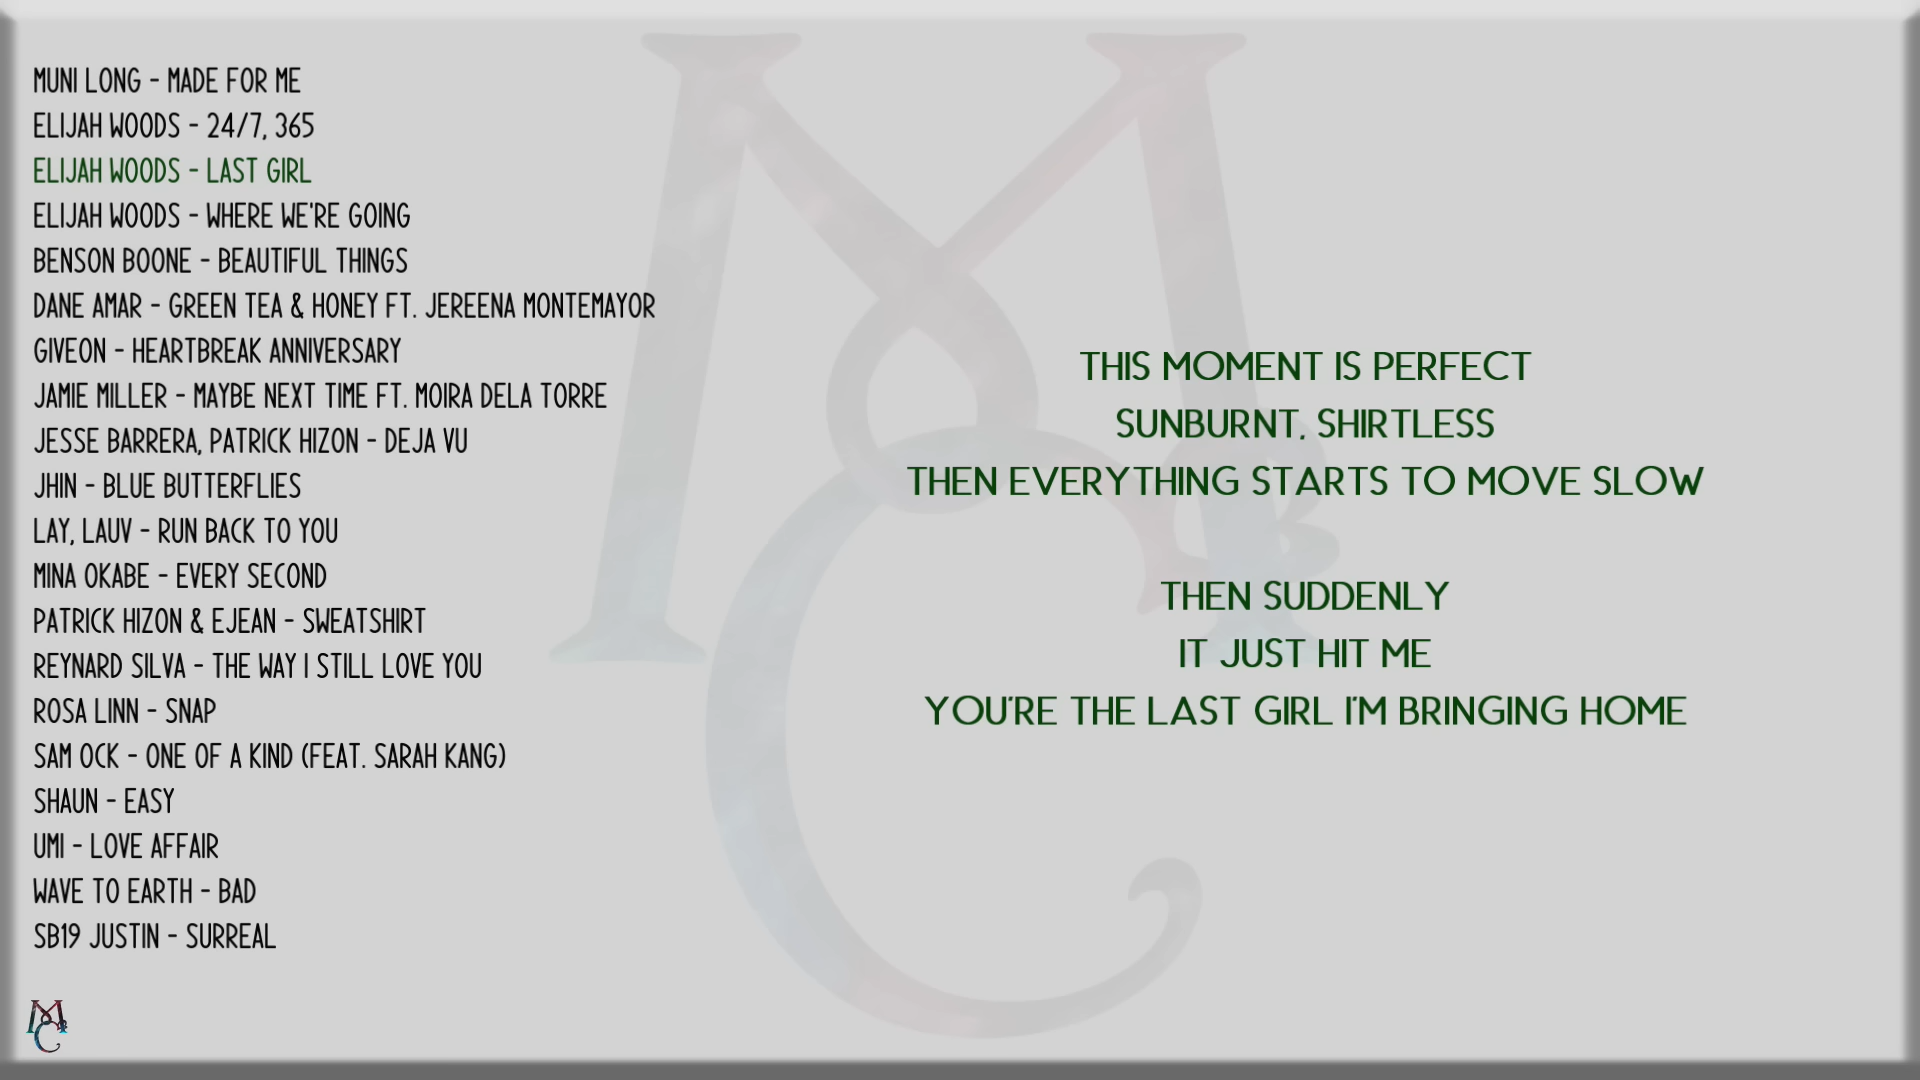 MUNI LONG - MADE FOR ME
ELIJAH WOODS - 24/7, 365
ELIJAH WOODS - LAST GIRL
ELIJAH WOODS - WHERE WE'RE GOING
BENSON BOONE - BEAUTIFUL THINGS
DANE AMAR - GREEN TEA & HONEY FT. JEREENA MONTEMAYOR
GIVEON - HEARTBREAK ANNIVERSARY
JAMIE MILLER - MAYBE NEXT TIME FT. MOIRA DELA TORRE
JESSE BARRERA, PATRICK HIZON - DEJA VU
JHIN - BLUE BUTTERFLIES
LAY, LAUV - RUN BACK TO YOU
MINA OKABE - EVERY SECOND
PATRICK HIZON & EJEAN - SWEATSHIRT
REYNARD SILVA - THE WAY I STILL LOVE YOU
ROSA LINN - SNAP
SAM OCK - ONE OF A KIND (FEAT. SARAH KANG)
SHAUN - EASY
UMI - LOVE AFFAIR
WAVE TO EARTH - BAD
SB19 JUSTIN - SURREAL
THIS MOMENT IS PERFECT
SUNBURNT, SHIRTLESS
THEN EVERYTHING STARTS TO MOVE SLOW
THEN SUDDENLY
IT JUST HIT ME
YOU'RE THE LAST GIRL I'M BRINGING HOME